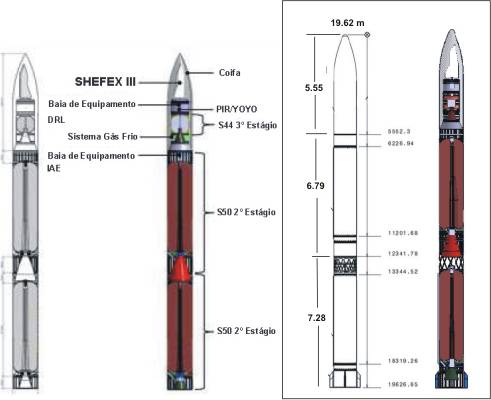 Coifa
SHEFEX III
Baia de Equipamento
DRL
PIR/YOYO
S44 3° Estágio
Sistema Gás Frio
Baia de Equipamento
IAE
S50 2° Estágio
S50 2° Estágio
19.62 m
5.55
6.79
7.28
5552.3
6226.94
11201.68
12341.78
13344.52
18319.26
19626.65